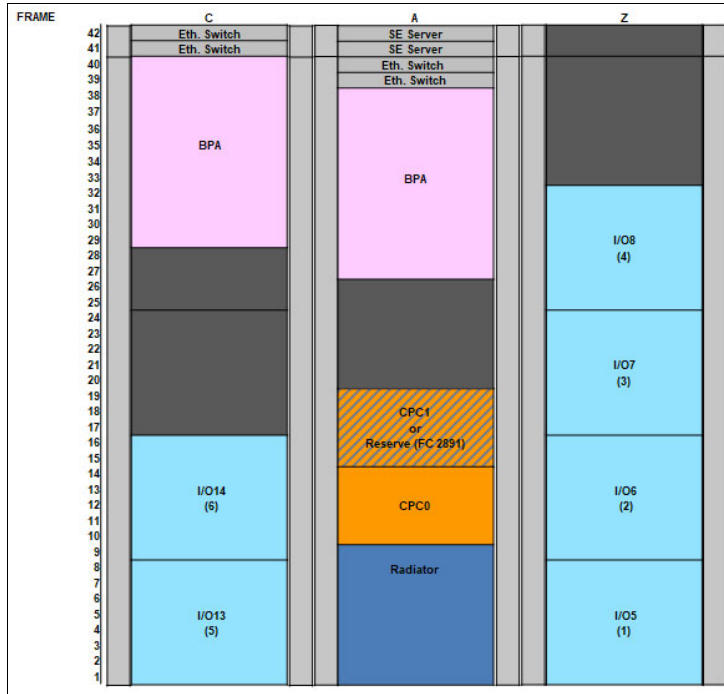 FRAME
C
A
Z
42
41
40
39
38
37
36
35
34
33
32
31
30
29
28
27
26
25
24
23
22
21
20
19
18
17
16
15
14
13
12
11
10
9
8
7
6
5
4
3
2
1
Eth. Switch
Eth. Switch
BPA
I/O14
(6)
I/O13
(5)
SE Server
SE Server
Eth. Switch
Eth. Switch
BPA
CPC1
or
Reserve (FC 2891)
CPC0
Radiator
I/O8
(4)
I/O7
(3)
I/O6
(2)
I/O5
(1)